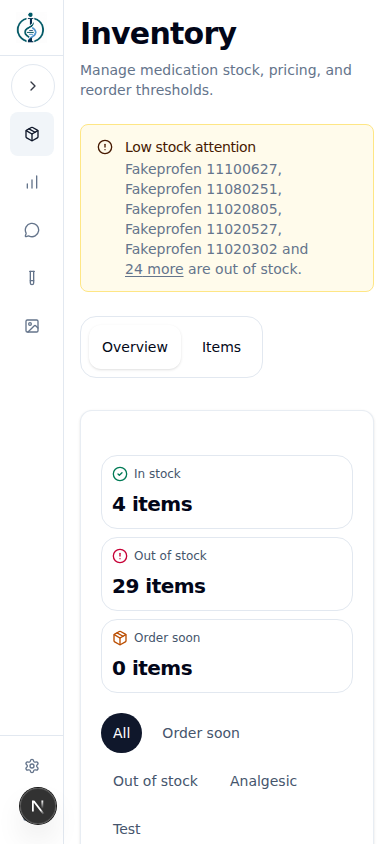 Inventory
Manage medication stock, pricing, and
reorder thresholds.
Low stock attention
Fakeprofen 11100627,
Fakeprofen 11080251,
Fakeprofen 11020805,
Fakeprofen 11020527,
Fakeprofen 11020302 and
24 more are out of stock.
Overview Items
In stock
4 items
Out of stock
29 items
Order soon
0 items
All Order soon
Out of stock Analgesic
Test
N